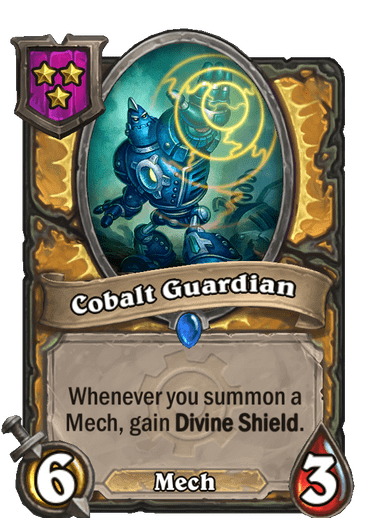 Cobalt Guardian
Whenever you summon a
Mech, gain Divine Shield.
6
Mech
3